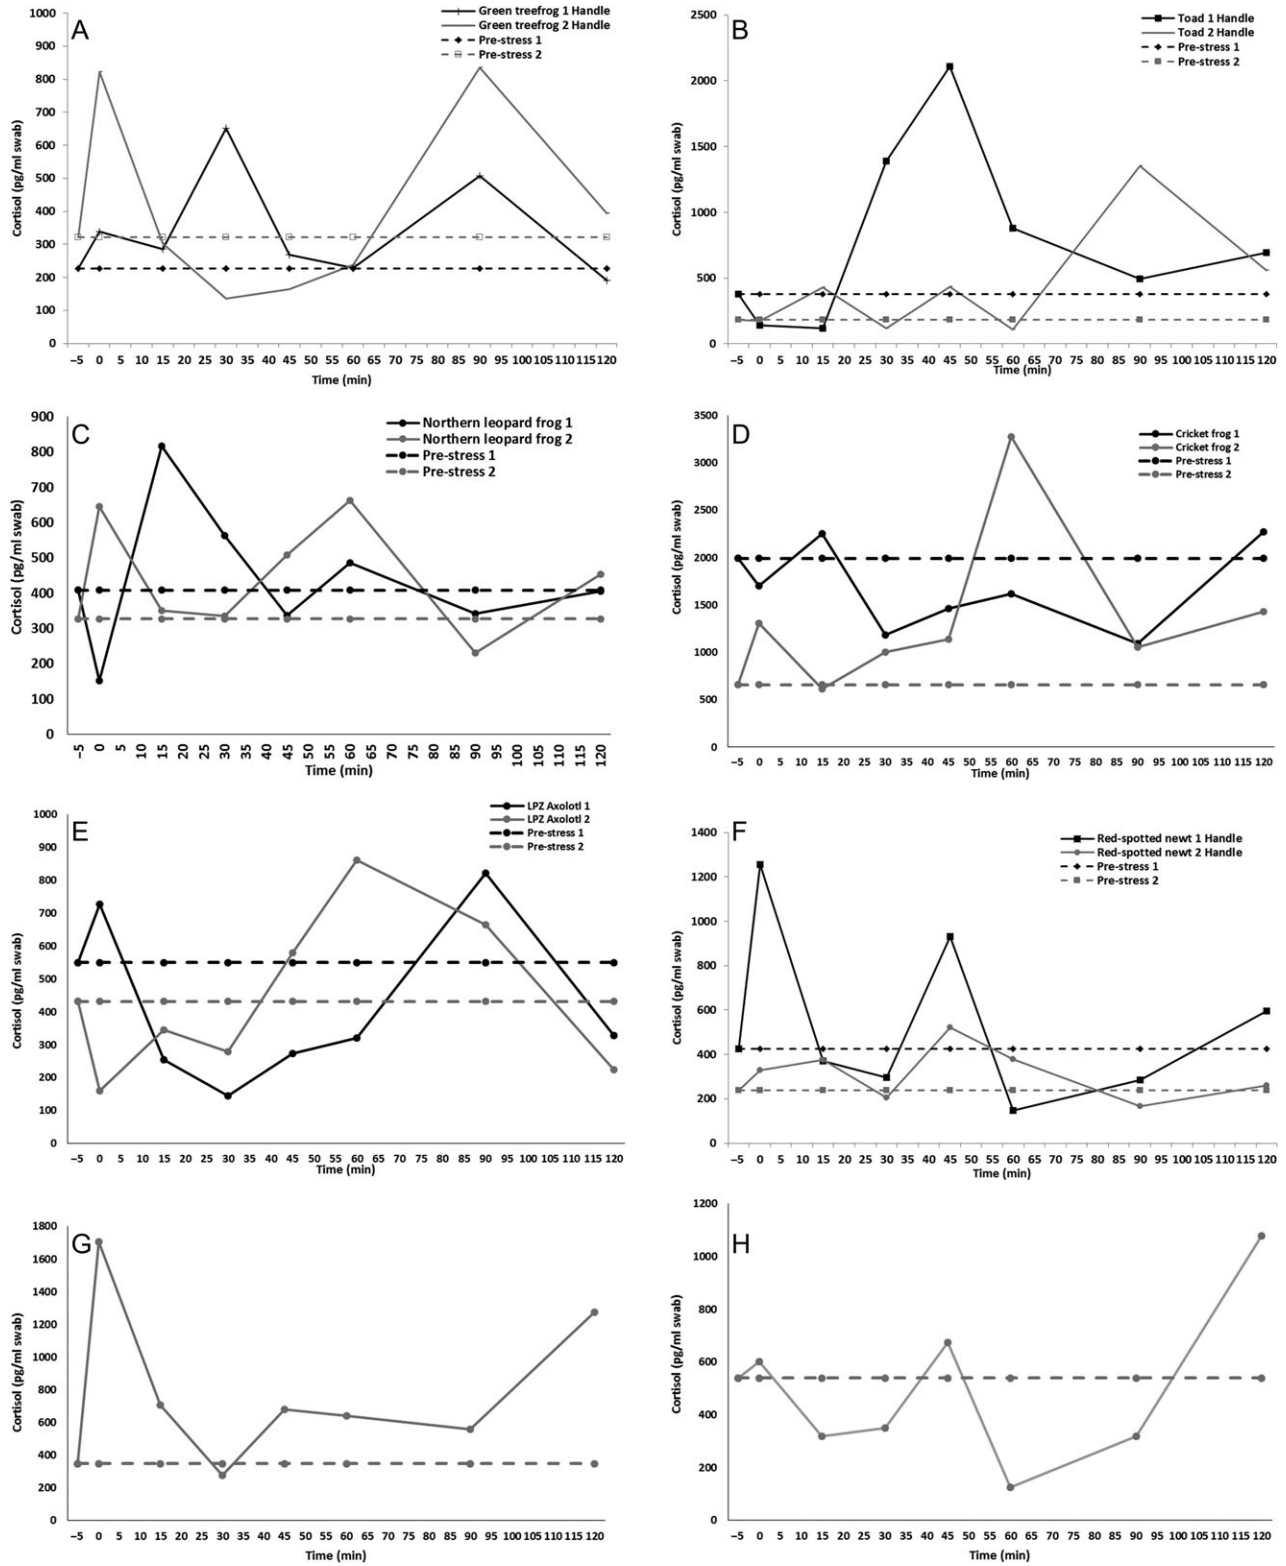 A
Green treefrog 1 Handle
Green treefrog 2 Handle
Pre-stress 1
Pre-stress 2
1000
900
800
700
600
500
400
300
200
100
0
Cortisol (pg/ml swab)
−5 0 5 10 15 20 25 30 35 40 45 50 55 60 65 70 75 80 85 90 95 100 105 110 115 120
Time (min)
B
Toad 1 Handle
Toad 2 Handle
Pre-stress 1
Pre-stress 2
2500
2000
1500
1000
500
0
Cortisol (pg/ml swab)
−5 0 5 10 15 20 25 30 35 40 45 50 55 60 65 70 75 80 85 90 95 100 105 110 115 120
Time (min)
C
Northern leopard frog 1
Northern leopard frog 2
Pre-stress 1
Pre-stress 2
900
800
700
600
500
400
300
200
100
0
Cortisol (pg/ml swab)
-5 0 5 10 15 20 25 30 35 40 45 50 55 60 65 70 75 80 85 90 95 100 105 110 115 120
Time (min)
D
Cricket frog 1
Cricket frog 2
Pre-stress 1
Pre-stress 2
3500
3000
2500
2000
1500
1000
500
0
Cortisol (pg/ml swab)
−5 0 5 10 15 20 25 30 35 40 45 50 55 60 65 70 75 80 85 90 95 100 105 110 115 120
Time (min)
E
LPZ Axolotl 1
LPZ Axolotl 2
Pre-stress 1
Pre-stress 2
1000
900
800
700
600
500
400
300
200
100
0
Cortisol (pg/ml swab)
−5 0 5 10 15 20 25 30 35 40 45 50 55 60 65 70 75 80 85 90 95 100 105 110 115 120
Time (min)
F
Red-spotted newt 1 Handle
Red-spotted newt 2 Handle
Pre-stress 1
Pre-stress 2
1400
1200
1000
800
600
400
200
0
Cortisol (pg/ml swab)
−5 0 5 10 15 20 25 30 35 40 45 50 55 60 65 70 75 80 85 90 95 100 105 110 115 120
Time (min)
G
1800
1600
1400
1200
1000
800
600
400
200
0
Cortisol (pg/ml swab)
−5 0 5 10 15 20 25 30 35 40 45 50 55 60 65 70 75 80 85 90 95 100 105 110 115 120
Time (min)
H
1200
1000
800
600
400
200
0
Cortisol (pg/ml swab)
−5 0 5 10 15 20 25 30 35 40 45 50 55 60 65 70 75 80 85 90 95 100 105 110 115 120
Time (min)